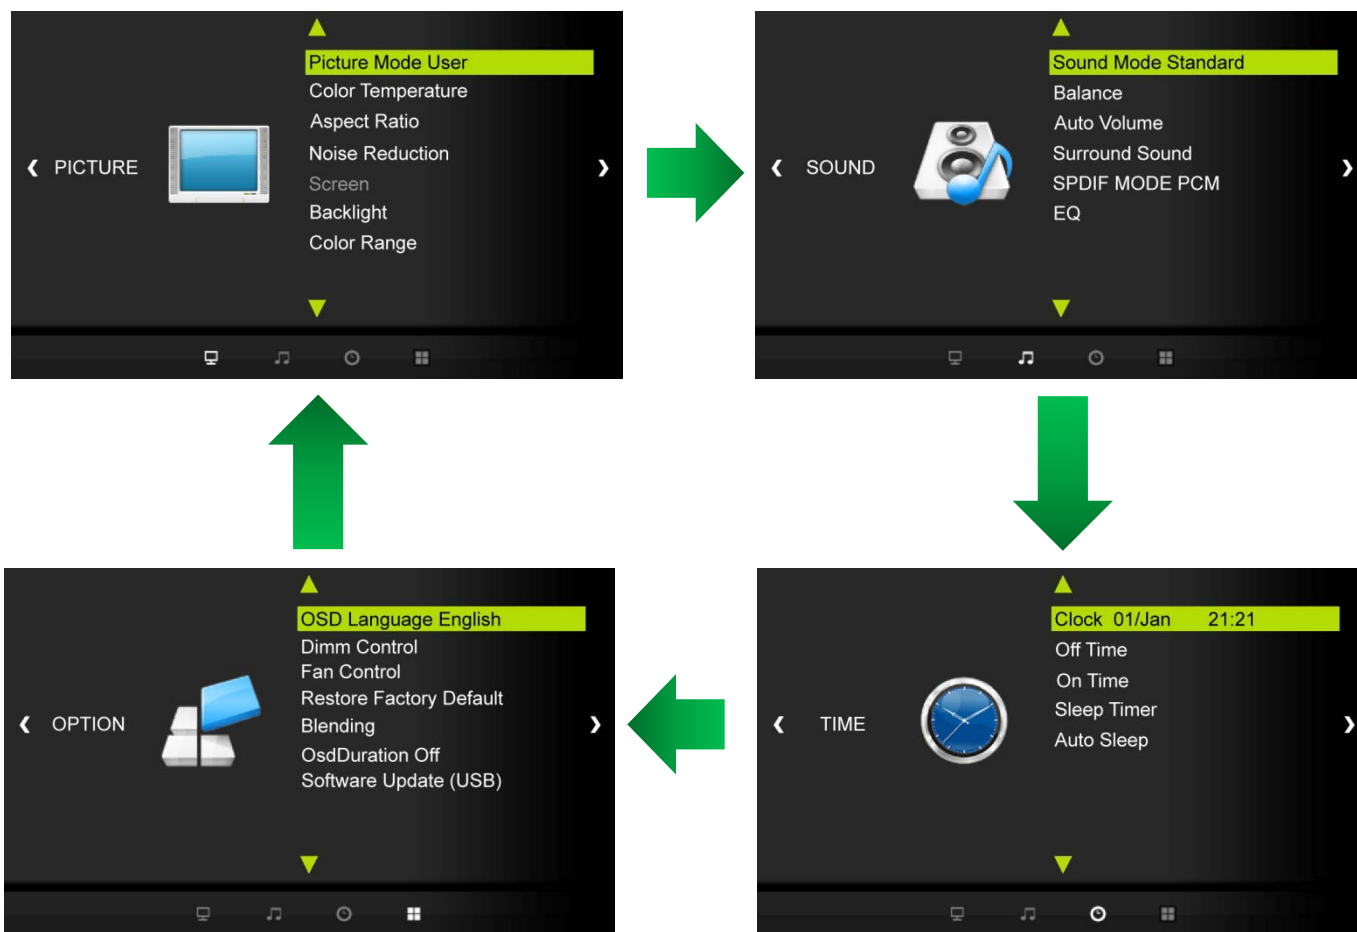 PICTURE
Picture Mode User
Color Temperature
Aspect Ratio
Noise Reduction
Screen
Backlight
Color Range
SOUND
Sound Mode Standard
Balance
Auto Volume
Surround Sound
SPDIF MODE PCM
EQ
OPTION
OSD Language English
Dimm Control
Fan Control
Restore Factory Default
Blending
OsdDuration Off
Software Update (USB)
TIME
Clock 01/Jan 21:21
Off Time
On Time
Sleep Timer
Auto Sleep